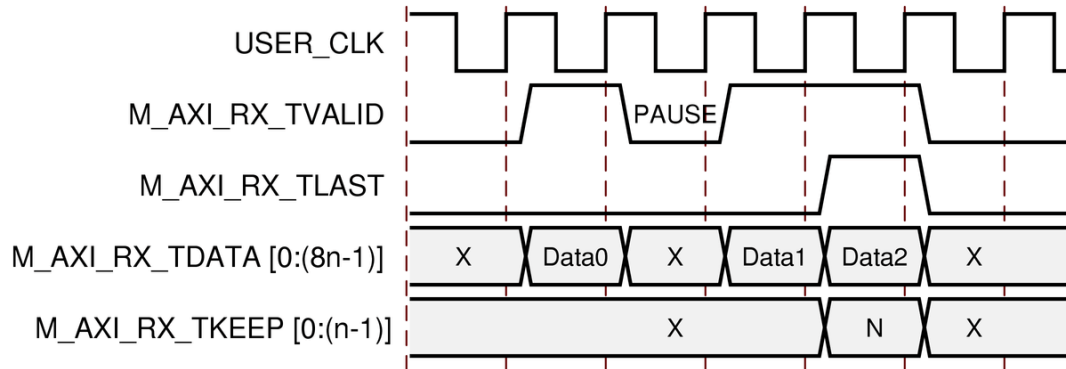 USER_CLK
M_AXI_RX_TVALID PAUSE
M_AXI_RX_TLAST
M_AXI_RX_TDATA [0:(8n-1)] X Data0 X Data1 Data2 X
M_AXI_RX_TKEEP [0:(n-1)] X N X